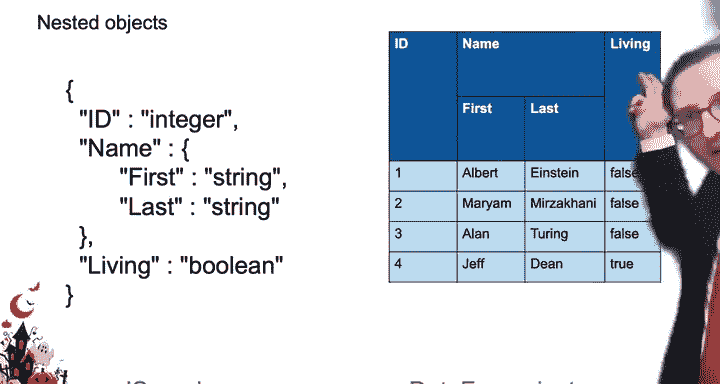 Nested objects
{
"ID" : "integer",
"Name" : {
"First" : "string",
"Last" : "string"
},
"Living" : "boolean"
}
ID Name Living
First Last
1 Albert Einstein false
2 Maryam Mirzakhani false
3 Alan Turing false
4 Jeff Dean true